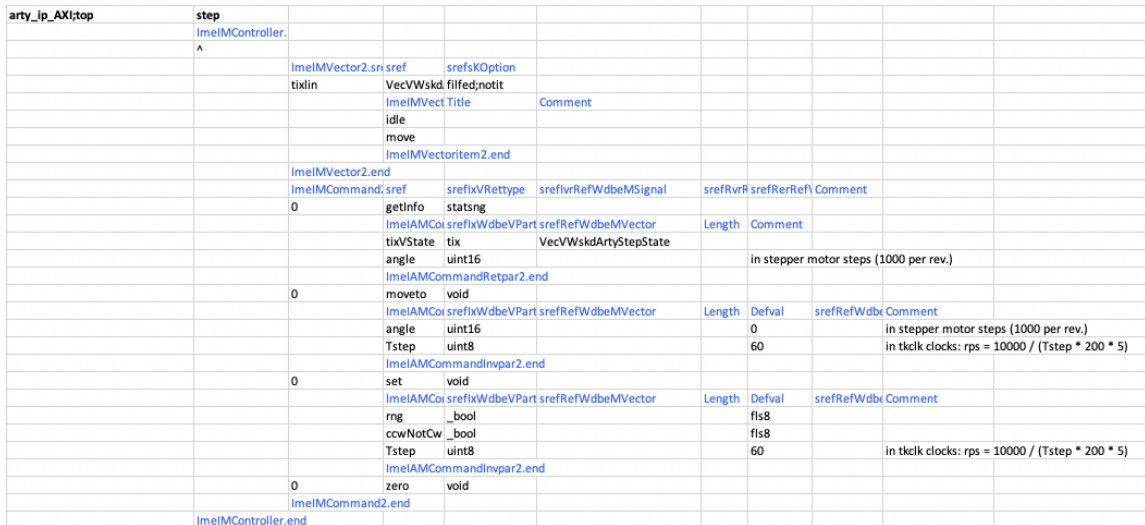 arty_ip_AXI;top step
ImeIMController.
^
ImeIMVector2.sre sref srefsKOption
tixlin VecVWskd filfed;notit
ImeIMVect Title Comment
idle
move
ImeIMVectoritem2.end
ImeIMVector2.end
ImeIMCommand2 sref srefIxVRettype srefIvrRefWdbeMSignal srefRvrR srefRerRef\ Comment
0 getInfo statsng
ImeIAMCo srefIxWdbeVPart srefRefWdbeMVector Length Comment
tixVState tix VecVWskdArtyStepState
angle uint16 in stepper motor steps (1000 per rev.)
ImeIAMCommandRetpar2.end
0 moveto void
ImeIAMCo srefIxWdbeVPart srefRefWdbeMVector Length Defval srefRefWdbe Comment
angle uint16 0 in stepper motor steps (1000 per rev.)
Tstep uint8 60 in tkclk clocks: rps = 10000 / (Tstep * 200 * 5)
ImeIAMCommandInvpar2.end
0 set void
ImeIAMCo srefIxWdbeVPart srefRefWdbeMVector Length Defval srefRefWdbe Comment
rng _bool fls8
ccwNotCw _bool fls8
Tstep uint8 60 in tkclk clocks: rps = 10000 / (Tstep * 200 * 5)
ImeIAMCommandInvpar2.end
0 zero void
ImeIMCommand2.end
ImeIMController.end